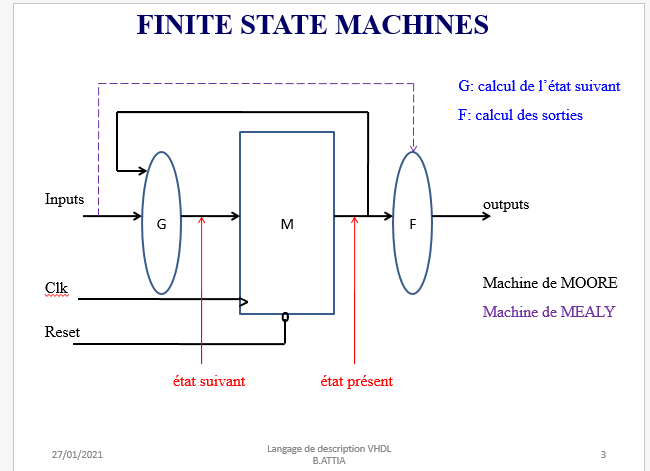 FINITE STATE MACHINES
G: calcul de l’état suivant
F: calcul des sorties
Inputs
G
M
F
outputs
Clk
Machine de MOORE
Machine de MEALY
Reset
état suivant
état présent
27/01/2021
Langage de description VHDL
B.ATTIA
3